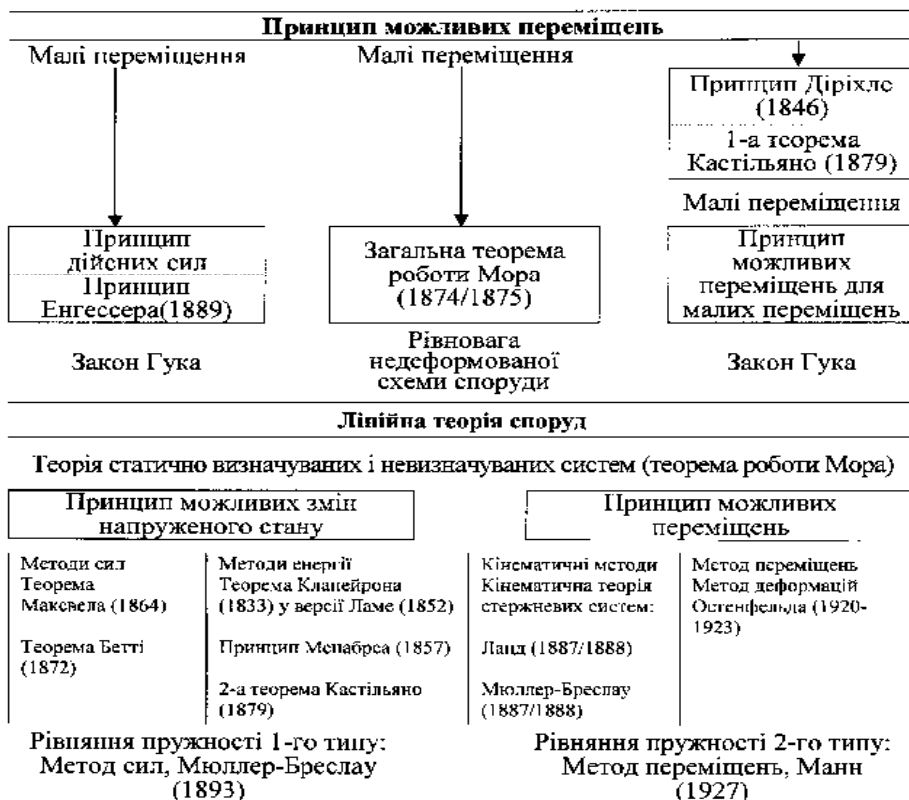 Принцип можливих переміщень
Малі переміщення
Малі переміщення
Принцип Діріхле
(1846)
1-а теорема
Кастільяно (1879)
Малі переміщення
Принцип
дійсних сил
Принцип
Енгессера(1889)
Загальна теорема
роботи Мора
(1874/1875)
Принцип
можливих
переміщень для
малих переміщень
Закон Гука
Рівновага
недеформованої
схеми споруди
Закон Гука
Лінійна теорія споруд
Теорія статично визначуваних і невизначуваних систем (теорема роботи Мора)
Принцип можливих змін
напруженого стану
Принцип можливих
переміщень
Методи сил
Теорема
Максвела (1864)
Теорема Бетті
(1872)
Методи енергії
Теорема Клапейрона
(1833) у версії Ламе (1852)
Принцип Менабреа (1857)
2-а теорема Кастільяно
(1879)
Кінематичні методи
Кінематична теорія
стержневих систем:
Ланд (1887/1888)
Мюллер-Бреслау
(1887/1888)
Метод переміщень
Метод деформацій
Остенфельда (1920-
1923)
Рівняння пружності 1-го типу:
Метод сил, Мюллер-Бреслау
(1893)
Рівняння пружності 2-го типу:
Метод переміщень, Манн
(1927)